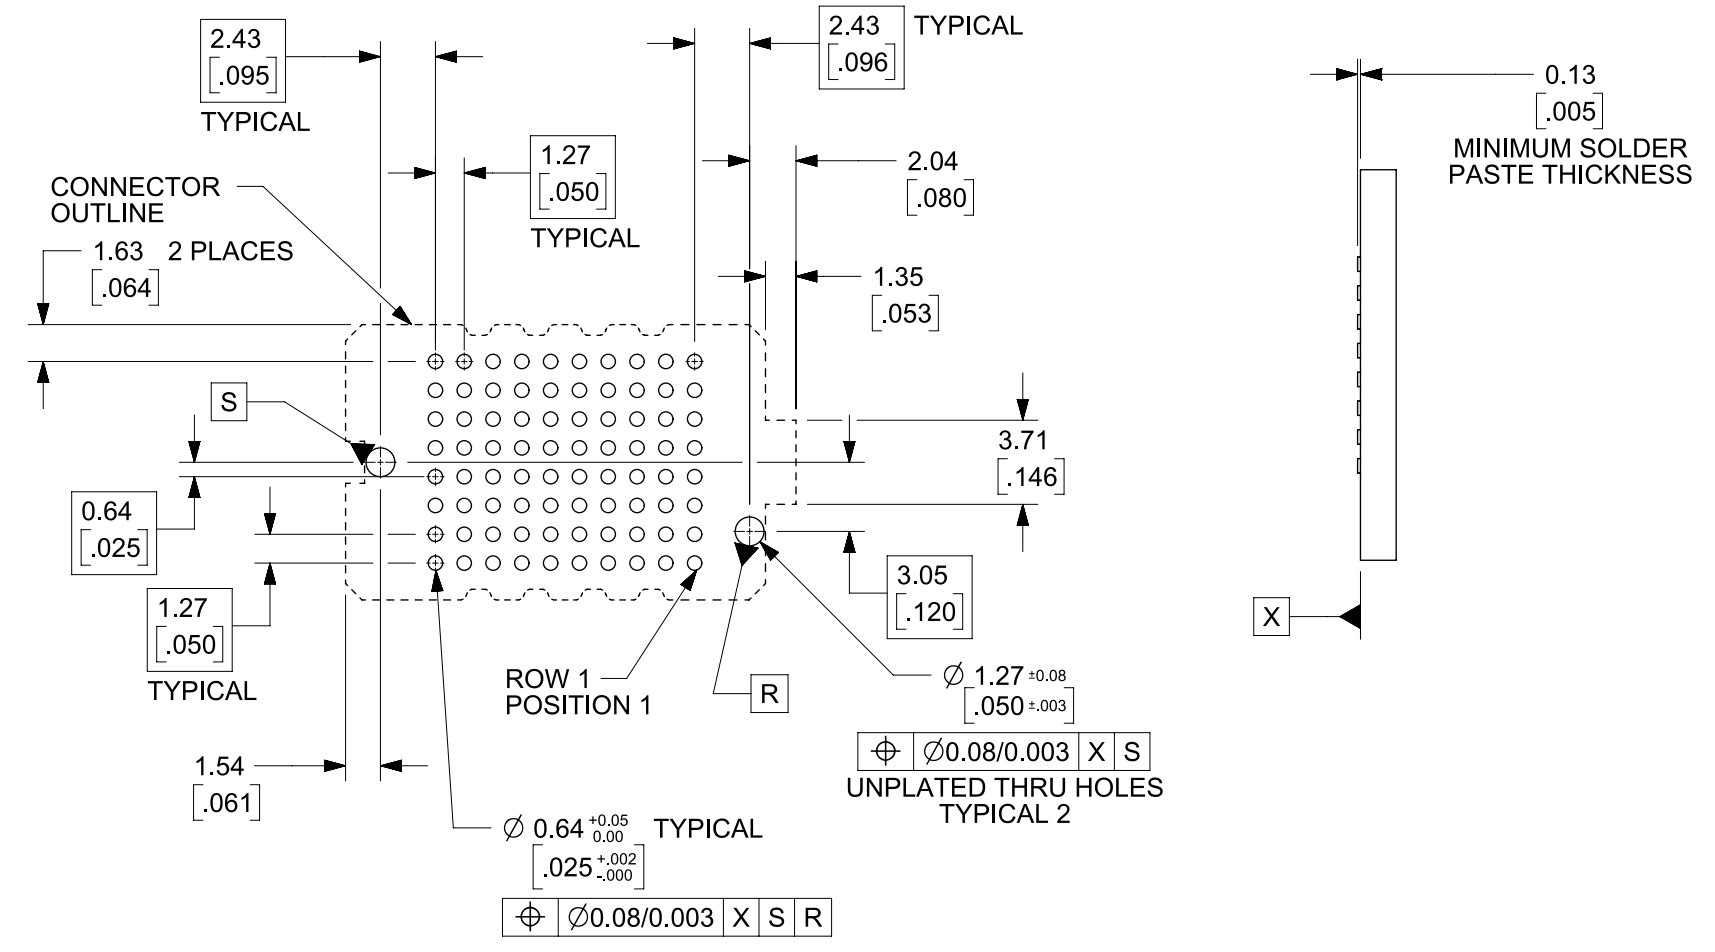 2.43
[.095]
TYPICAL
2.43 TYPICAL
[.096]
1.27
[.050]
TYPICAL
CONNECTOR
OUTLINE
1.63 2 PLACES
[.064]
2.04
[.080]
1.35
[.053]
0.13
[.005]
MINIMUM SOLDER
PASTE THICKNESS
S
3.71
[.146]
0.64
[.025]
3.05
[.120]
1.27
[.050]
TYPICAL
X
ROW 1
POSITION 1
R
∅ 1.27 ±0.08
[.050 ±.003]
⌖ ∅0.08/0.003 X S
UNPLATED THRU HOLES
TYPICAL 2
1.54
[.061]
∅ 0.64 +0.05 0.00 TYPICAL
[.025 +.002 -.000]
⌖ ∅0.08/0.003 X S R